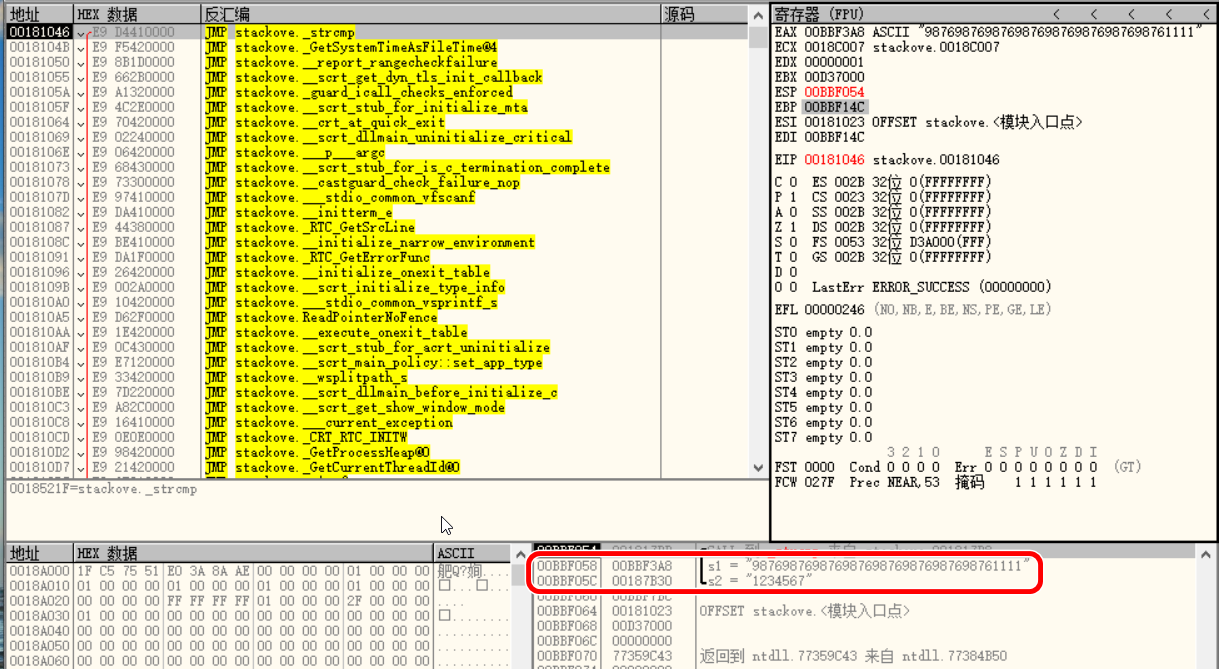 地址 HEX 数据 反汇编 源码
00181046 E9 D4410000 JMP stackove._strcmp
0018104B E9 F5420000 JMP stackove._GetSystemTimeAsFileTime@4
00181050 E9 8B1D0000 JMP stackove.__report_rangecheckfailure
00181055 E9 662B0000 JMP stackove.__scrt_get_dyn_tls_init_callback
0018105A E9 A1320000 JMP stackove._guard_icall_checks_enforced
0018105F E9 4C2E0000 JMP stackove.__scrt_stub_for_initialize_mta
00181064 E9 70420000 JMP stackove.__crt_at_quick_exit
00181069 E9 02240000 JMP stackove.__scrt_dllmain_uninitialize_critical
0018106E E9 06420000 JMP stackove.___p___argc
00181073 E9 68430000 JMP stackove.__scrt_stub_for_is_c_termination_complete
00181078 E9 73300000 JMP stackove.__castguard_check_failure_nop
0018107D E9 97410000 JMP stackove.___stdio_common_vfscanf
00181082 E9 DA410000 JMP stackove.__initterm_e
00181087 E9 44380000 JMP stackove._RTC_GetSrcLine
0018108C E9 BE410000 JMP stackove.__initialize_narrow_environment
00181091 E9 DA1F0000 JMP stackove._RTC_GetErrorFunc
00181096 E9 26420000 JMP stackove.__initialize_onexit_table
0018109B E9 002A0000 JMP stackove.__scrt_initialize_type_info
001810A0 E9 10420000 JMP stackove.___stdio_common_vsprintf_s
001810A5 E9 D62F0000 JMP stackove.ReadPointerNoFence
001810AA E9 1E420000 JMP stackove.__execute_onexit_table
001810AF E9 0C430000 JMP stackove.__scrt_stub_for_acrt_uninitialize
001810B4 E9 E7120000 JMP stackove.__scrt_main_policy::set_app_type
001810B9 E9 33420000 JMP stackove.__wsplitpath_s
001810BE E9 7D220000 JMP stackove.__scrt_dllmain_before_initialize_c
001810C3 E9 A82C0000 JMP stackove.__scrt_get_show_window_mode
001810C8 E9 16410000 JMP stackove.___current_exception
001810CD E9 0E0E0000 JMP stackove._CRT_RTC_INITW
001810D2 E9 98420000 JMP stackove._GetProcessHeap@0
001810D7 E9 21420000 JMP stackove._GetCurrentThreadId@0
0018521F=stackove._strcmp
寄存器 (FPU) < < < < <
EAX 00BBF3A8 ASCII "9876987698769876987698769876987698761111"
ECX 0018C007 stackove.0018C007
EDX 00000001
EBX 00D37000
ESP 00BBF054
EBP 00BBF14C
ESI 00181023 OFFSET stackove.<模块入口点>
EDI 00BBF14C
EIP 00181046 stackove.00181046
C 0 ES 002B 32位 0(FFFFFFFF)
P 1 CS 0023 32位 0(FFFFFFFF)
A 0 SS 002B 32位 0(FFFFFFFF)
Z 1 DS 002B 32位 0(FFFFFFFF)
S 0 FS 0053 32位 D3A000(FFF)
T 0 GS 002B 32位 0(FFFFFFFF)
D 0
O 0 LastErr ERROR_SUCCESS (00000000)
EFL 00000246 (NO,NB,E,BE,NS,PE,GE,LE)
ST0 empty 0.0
ST1 empty 0.0
ST2 empty 0.0
ST3 empty 0.0
ST4 empty 0.0
ST5 empty 0.0
ST6 empty 0.0
ST7 empty 0.0
3 2 1 0 E S P U O Z D I
FST 0000 Cond 0 0 0 0 Err 0 0 0 0 0 0 0 0 (GT)
FCW 027F Prec NEAR,53 掩码 1 1 1 1 1 1
地址 HEX 数据 ASCII
0018A000 1F C5 75 51 E0 3A 8A AE 00 00 00 00 01 00 00 00
0018A010 01 00 00 00 01 00 00 00 01 00 00 00 01 00 00 00
0018A020 00 00 00 00 FF FF FF FF 01 00 00 00 2F 00 00 00
0018A030 01 00 00 00 00 00 00 00 00 00 00 00 00 00 00 00
0018A040 00 00 00 00 00 00 00 00 00 00 00 00 00 00 00 00
0018A050 00 00 00 00 00 00 00 00 00 00 00 00 00 00 00 00
0018A060 00 00 00 00 00 00 00 00 00 00 00 00 00 00 00 00
00BBF058 00BBF3A8 s1 = "9876987698769876987698769876987698761111"
00BBF05C 00187B30 s2 = "1234567"
00BBF064 00181023 OFFSET stackove.<模块入口点>
00BBF068 00D37000
00BBF06C 00000000
00BBF070 77359C43 返回到 ntdll.77359C43 来自 ntdll.77384B50